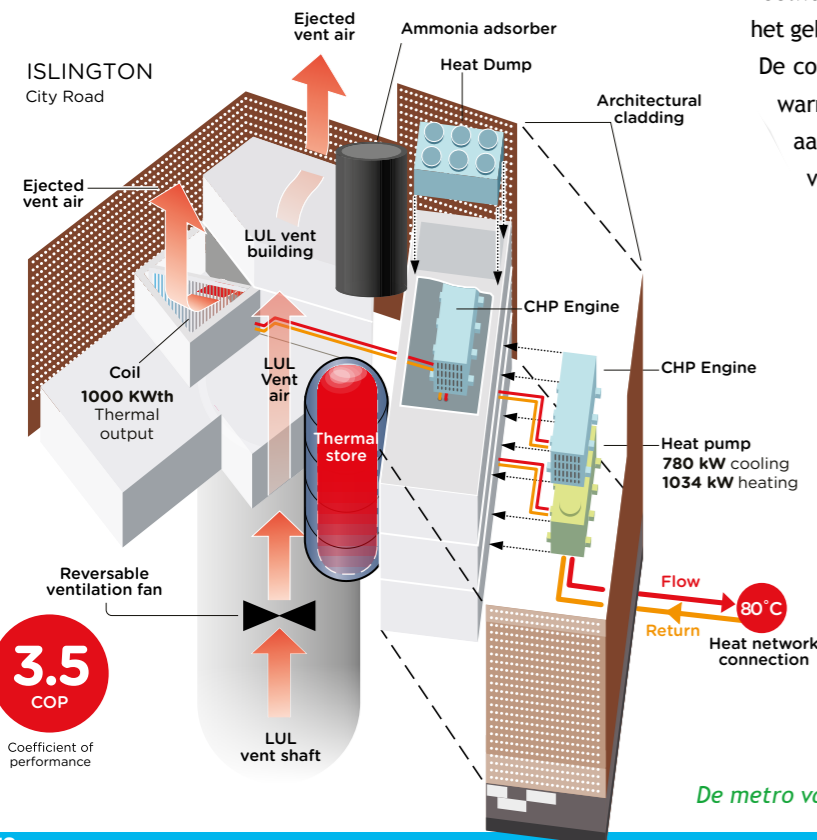 Ejected
vent air
Ammonia adsorber
het gel
De co
warn
aa
v
ISLINGTON
City Road
Heat Dump
Architectural
cladding
Ejected
vent air
LUL vent
building
CHP Engine
Coil
1000 KWth
Thermal
output
LUL
Vent
air
CHP Engine
Thermal
store
Heat pump
780 kW cooling
1034 kW heating
Reversable
ventilation fan
Flow
80°C
Return
Heat network
connection
3.5
COP
Coefficient of
performance
LUL
vent shaft
De metro va